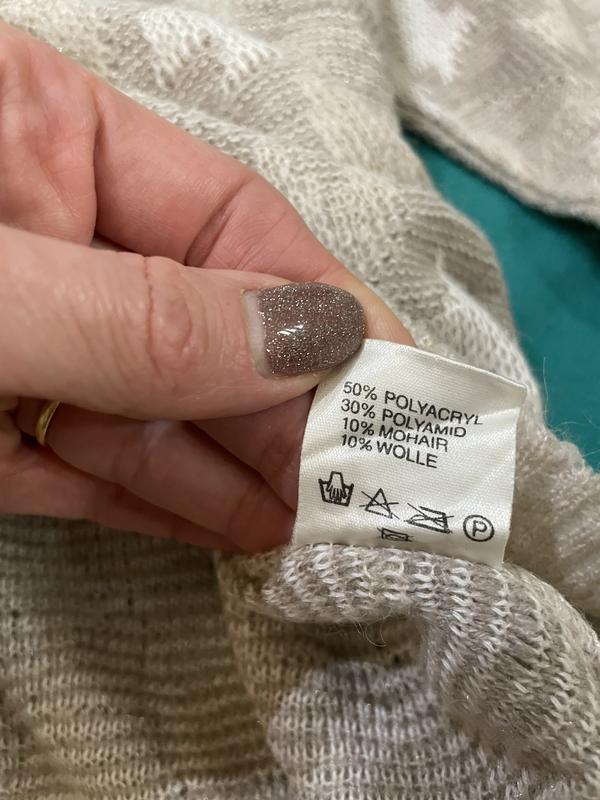 50% POLYACRYL
30% POLYAMID
10% MOHAIR
10% WOLLE
P